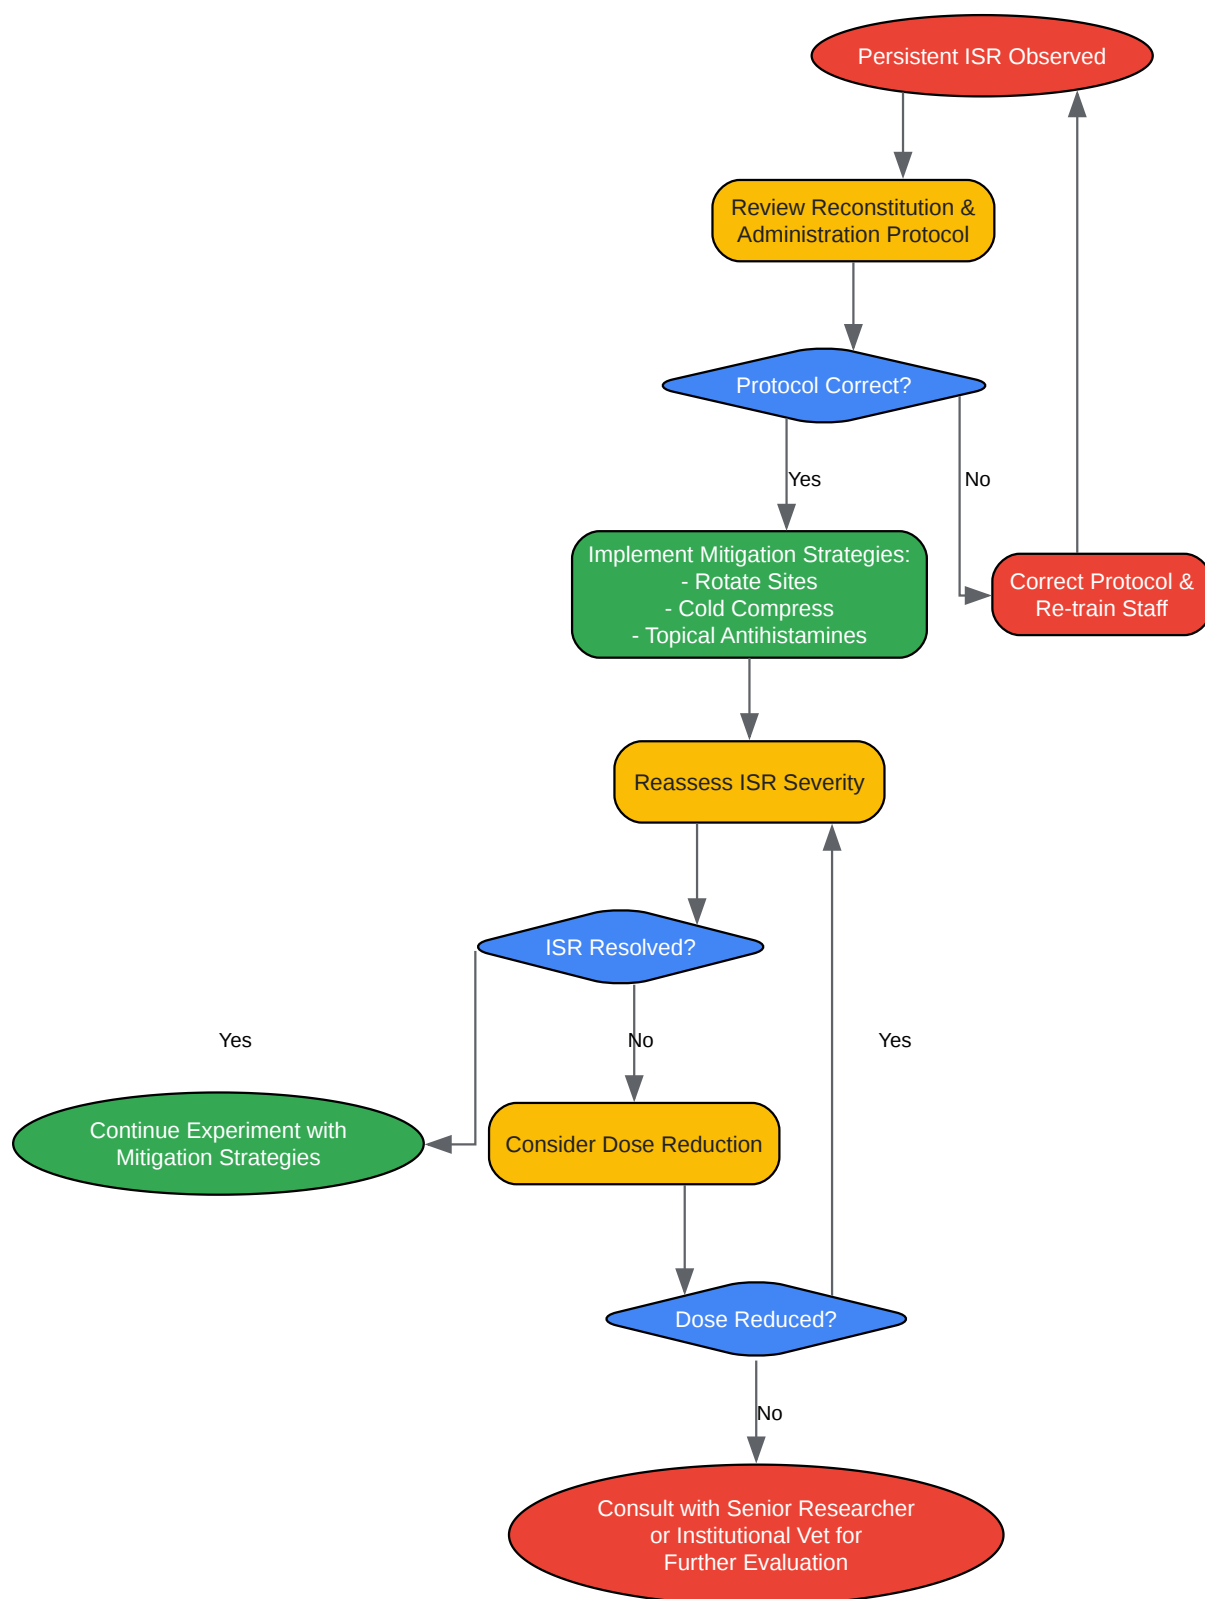 Persistent ISR Observed
Review Reconstitution &
Administration Protocol
Protocol Correct?
Yes
No
Implement Mitigation Strategies:
- Rotate Sites
- Cold Compress
- Topical Antihistamines
Correct Protocol &
Re-train Staff
Reassess ISR Severity
ISR Resolved?
Yes
No
Yes
Continue Experiment with
Mitigation Strategies
Consider Dose Reduction
Dose Reduced?
No
Consult with Senior Researcher
or Institutional Vet for
Further Evaluation